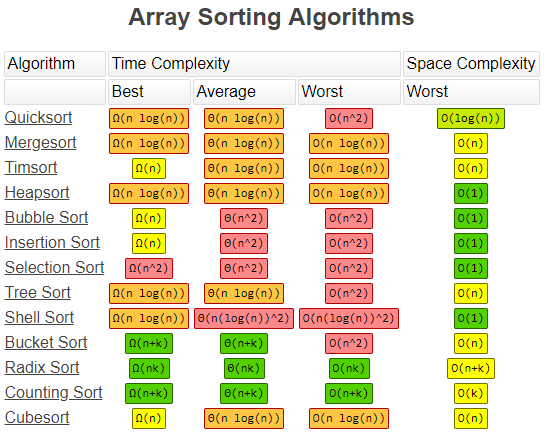 Array Sorting Algorithms
Algorithm Time Complexity Space Complexity
Best Average Worst Worst
Quicksort Ω(n log(n)) Θ(n log(n)) O(n^2) O(log(n))
Mergesort Ω(n log(n)) Θ(n log(n)) O(n log(n)) O(n)
Timsort Ω(n) Θ(n log(n)) O(n log(n)) O(n)
Heapsort Ω(n log(n)) Θ(n log(n)) O(n log(n)) O(1)
Bubble Sort Ω(n) Θ(n^2) O(n^2) O(1)
Insertion Sort Ω(n) Θ(n^2) O(n^2) O(1)
Selection Sort Ω(n^2) Θ(n^2) O(n^2) O(1)
Tree Sort Ω(n log(n)) Θ(n log(n)) O(n^2) O(n)
Shell Sort Ω(n log(n)) Θ(n(log(n))^2) O(n(log(n))^2) O(1)
Bucket Sort Ω(n+k) Θ(n+k) O(n^2) O(n)
Radix Sort Ω(nk) Θ(nk) O(nk) O(n+k)
Counting Sort Ω(n+k) Θ(n+k) O(n+k) O(k)
Cubesort Ω(n) Θ(n log(n)) O(n log(n)) O(n)